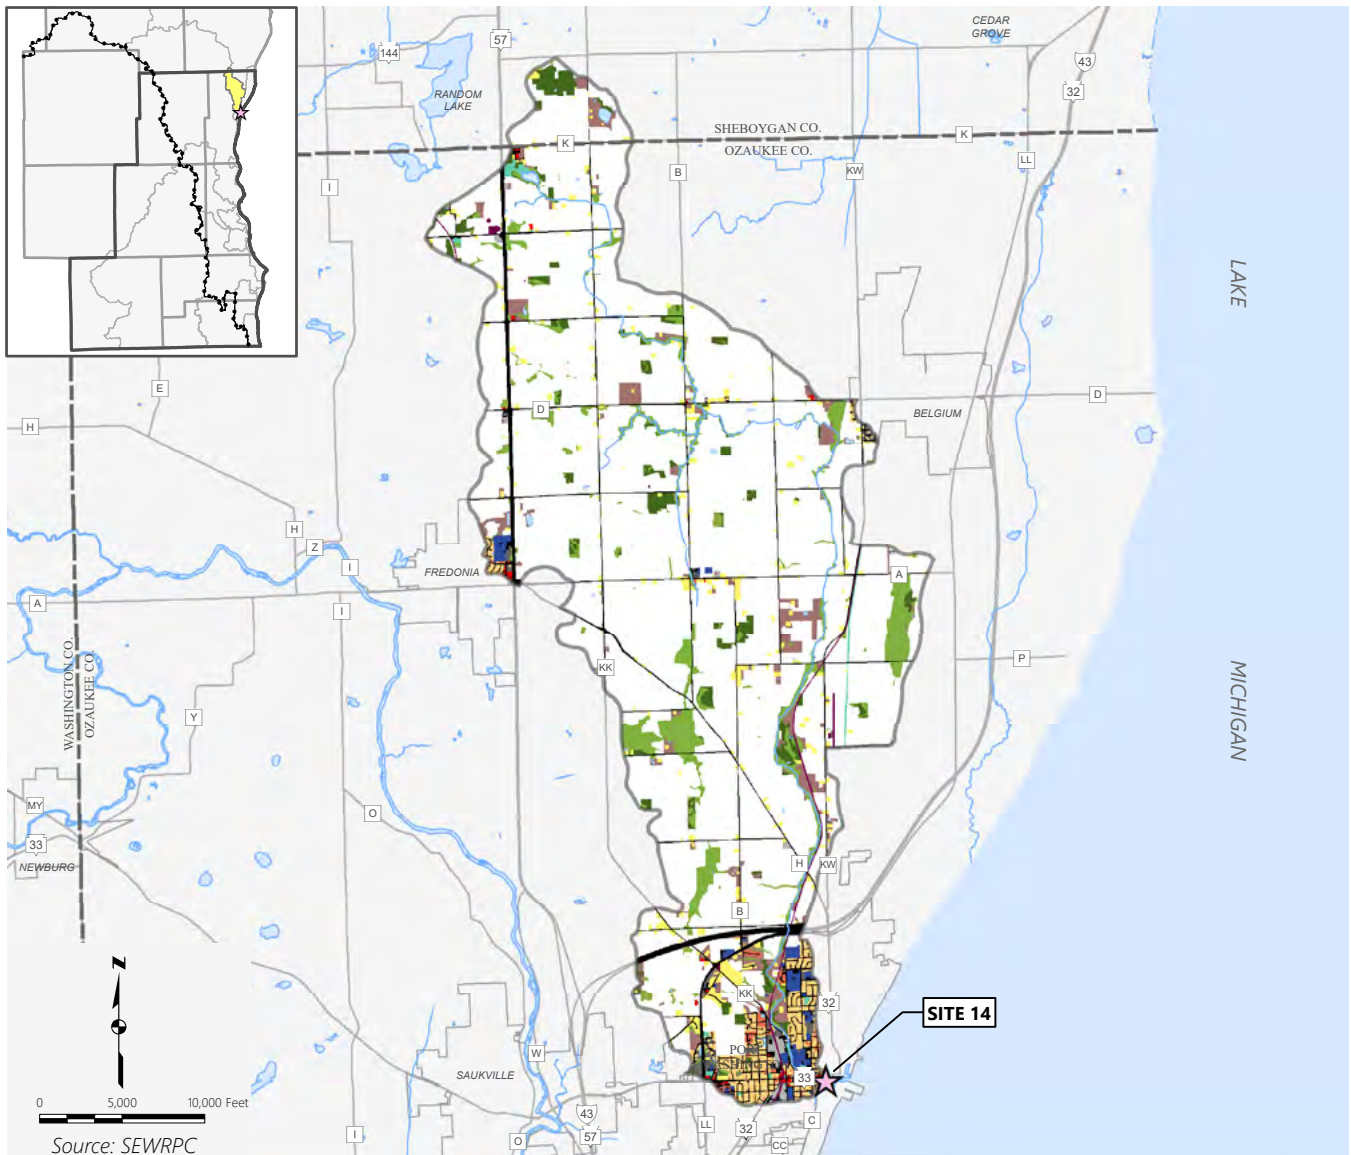 CEDAR
GROVE
57
144
43
32
RANDOM
LAKE
SHEBOYGAN CO.
OZAUKEE CO.
K
K
B
KW
LL
I
LAKE
E
H
D
D
BELGIUM
H
Z
I
FREDONIA
A
I
A
WASHINGTON CO.
OZAUKEE CO.
KK
P
MICHIGAN
Y
MY
33
NEWBURG
O
H
KW
B
KK
32
SITE 14
PORT
33
W
SAUKVILLE
N
0 5,000 10,000 Feet
Source: SEWRPC
43
57
I
O
LL
32
C
CC